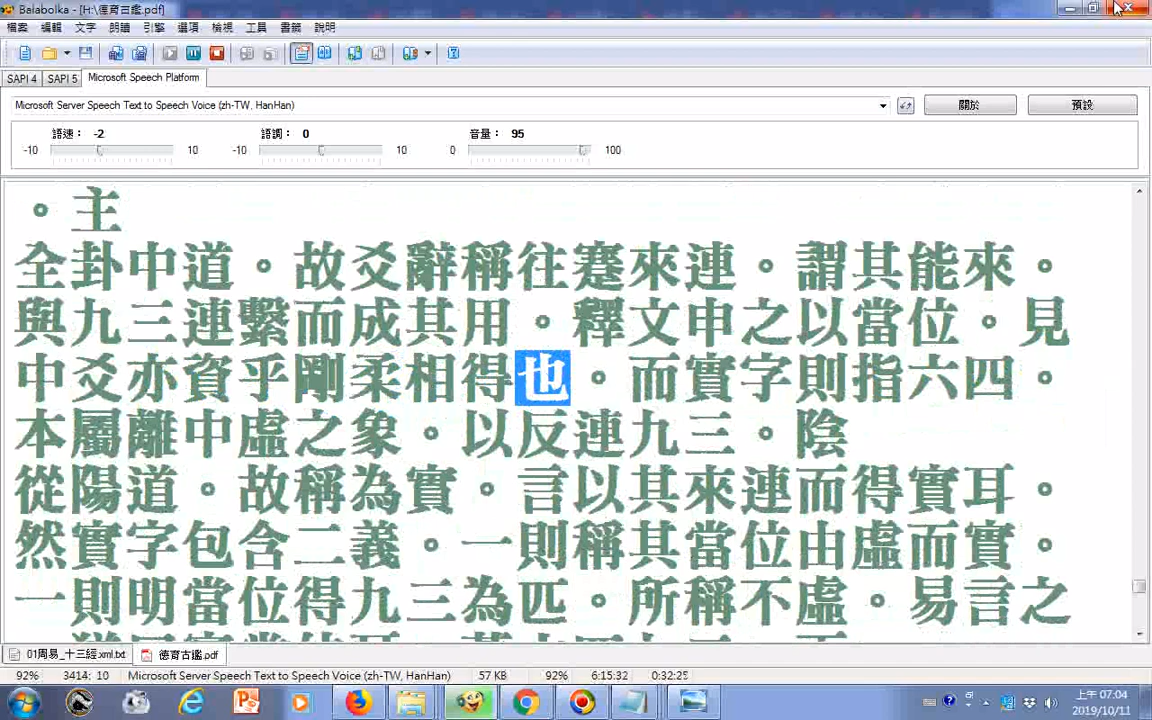 Balabolka - [H:\德育古鑑.pdf]
檔案 編輯 文字 朗讀 引擎 選項 檢視 工具 書籤 說明
SAPI 4 SAPI 5 Microsoft Speech Platform
Microsoft Server Speech Text to Speech Voice (zh-TW, HanHan) 關於 預設
語速： -2 語調： 0 音量： 95
-10 10 -10 10 0 100
。主
全卦中道。故爻辭稱往蹇來連。謂其能來。
與九三連繫而成其用。釋文申之以當位。見
中爻亦資乎剛柔相得也。而實字則指六四。
本屬離中虛之象。以反連九三。陰
從陽道。故稱為實。言以其來連而得實耳。
然實字包含二義。一則稱其當位由虛而實。
一則明當位得九三為匹。所稱不虛。易言之
01周易_十三經.xml.txt 德育古鑑.pdf
92% 3414: 10 Microsoft Server Speech Text to Speech Voice (zh-TW, HanHan) 57 KB 92% 6:15:32 0:32:25
上午 07:04
2019/10/11